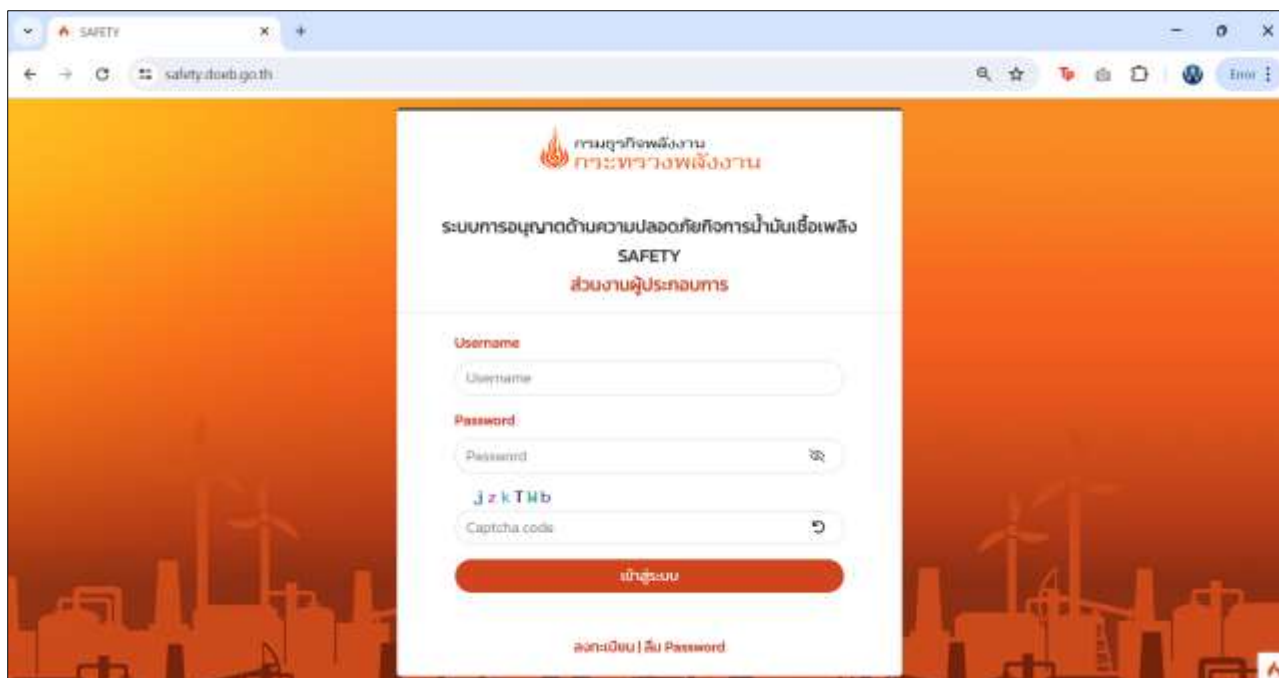 SAFETY
safety.doeb.go.th
Error
กรมธุรกิจพลังงาน
กระทรวงพลังงาน
ระบบการอนุญาตด้านความปลอดภัยกิจการน้ำมันเชื้อเพลิง
SAFETY
ส่วนงานผู้ประกอบการ
Username
Username
Password
Password
jzkTWb
Captcha code
เข้าสู่ระบบ
ลงทะเบียน | ลืม Password